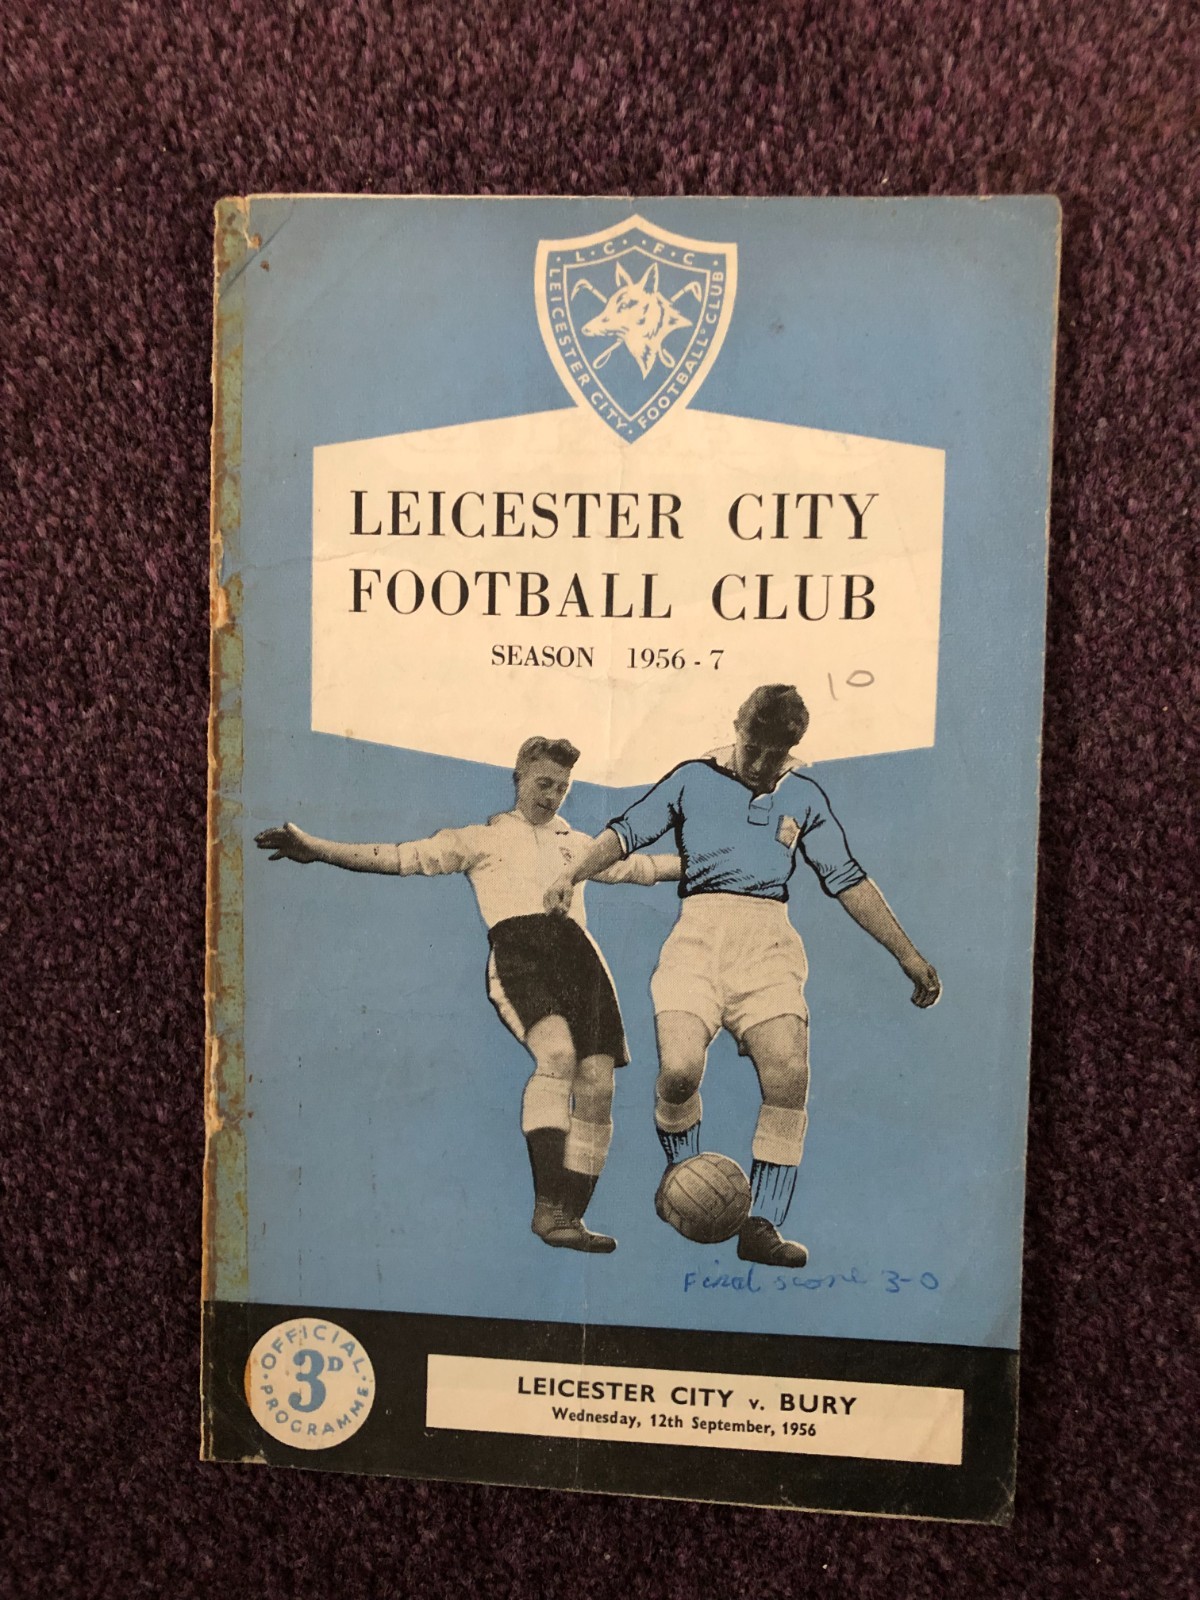 · L · C · · F · C ·
LEICESTER CITY · FOOTBALL CLUB
LEICESTER CITY
FOOTBALL CLUB
SEASON 1956 - 7
10
Final score 3-0
· OFFICIAL ·
3D
PROGRAMME
LEICESTER CITY v. BURY
Wednesday, 12th September, 1956